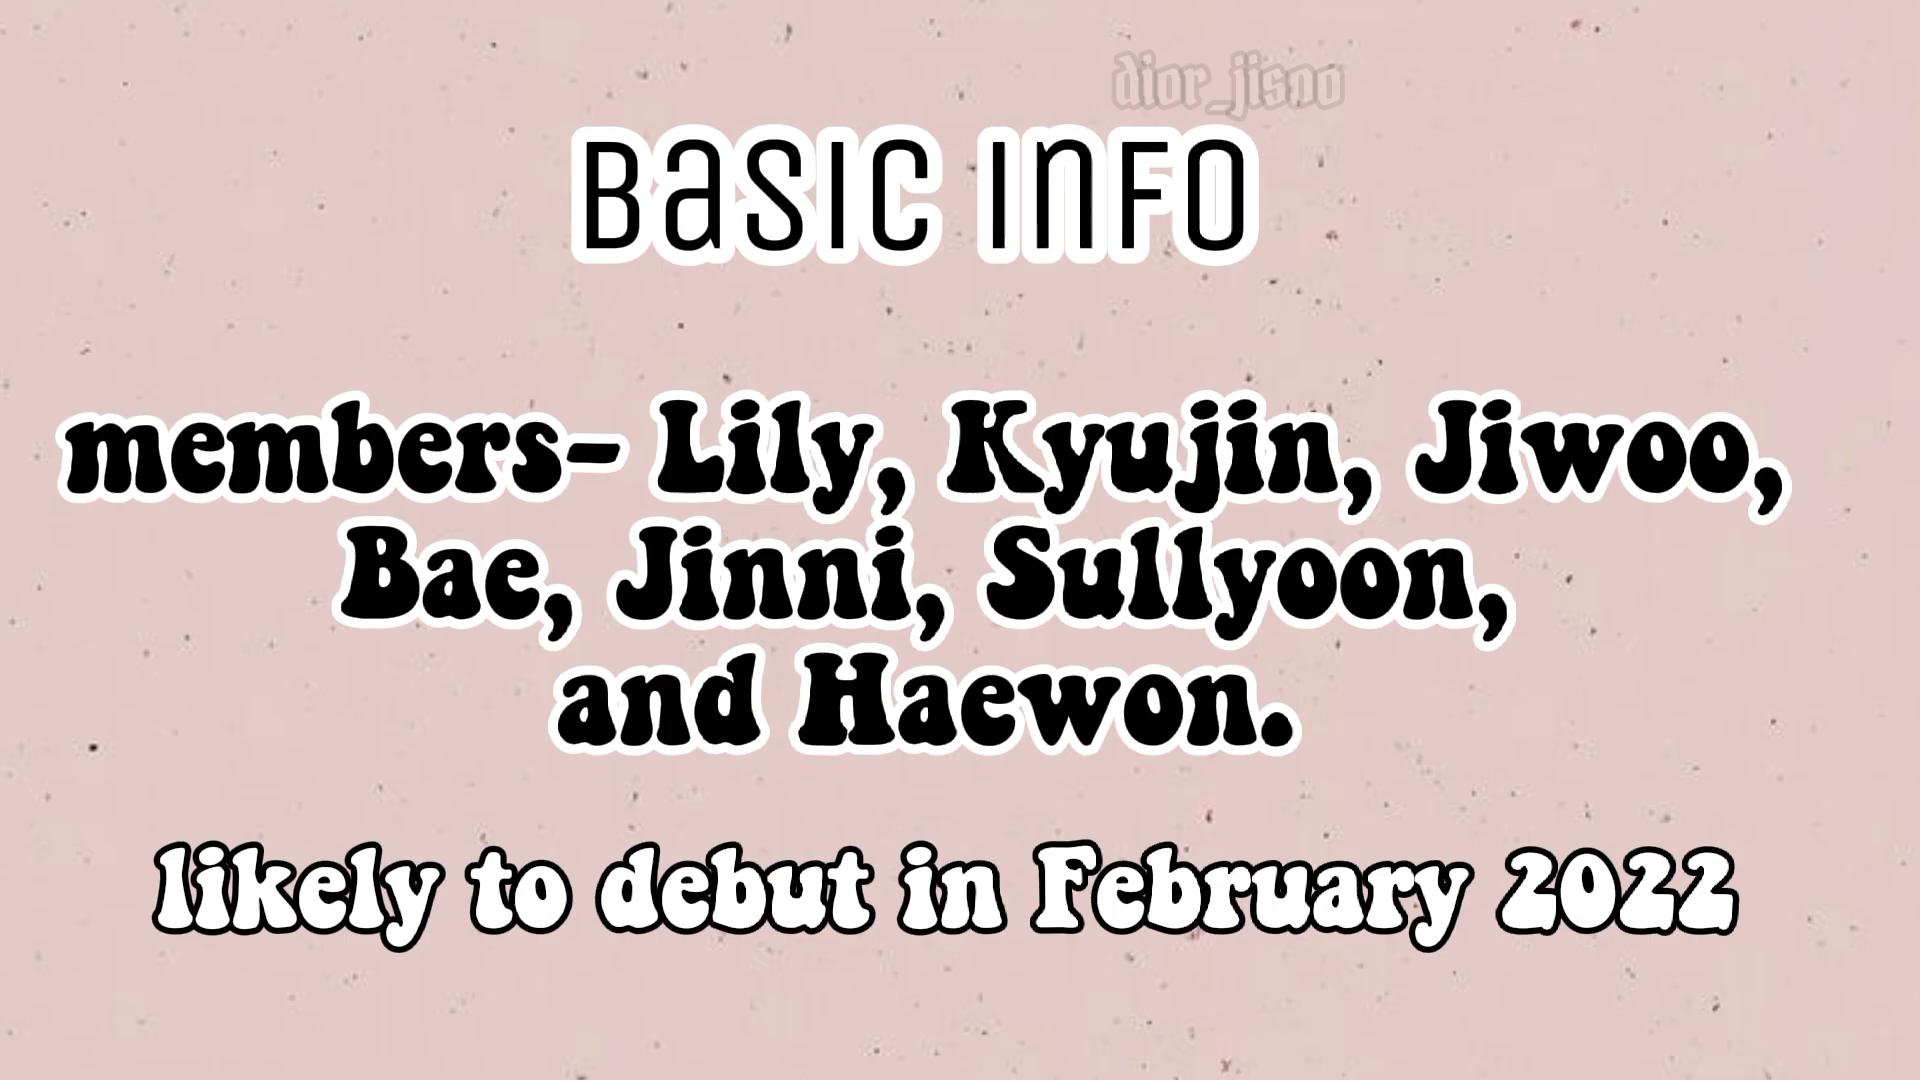 dior_jisoo
Basic Info
members- Lily, Kyujin, Jiwoo,
Bae, Jinni, Sullyoon,
and Haewon.
likely to debut in February 2022